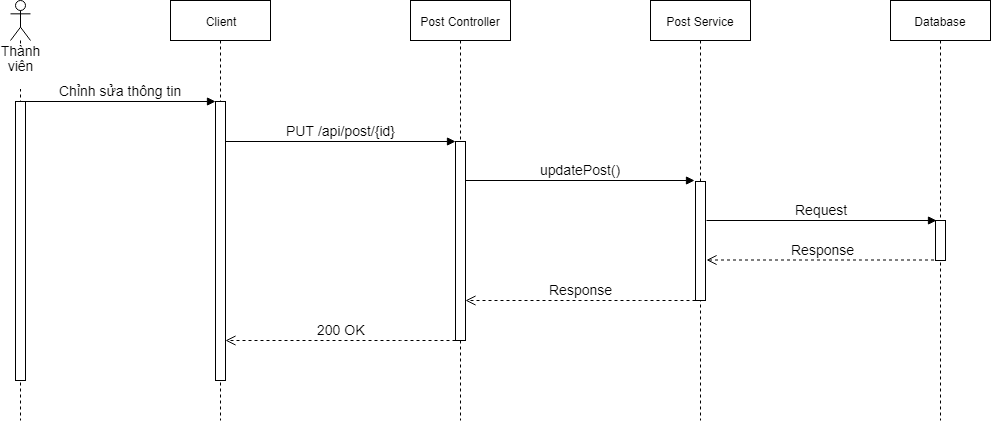 Client
Post Controller
Post Service
Database
Thành
viên
Chỉnh sửa thông tin
PUT /api/post/{id}
updatePost()
Request
Response
Response
200 OK